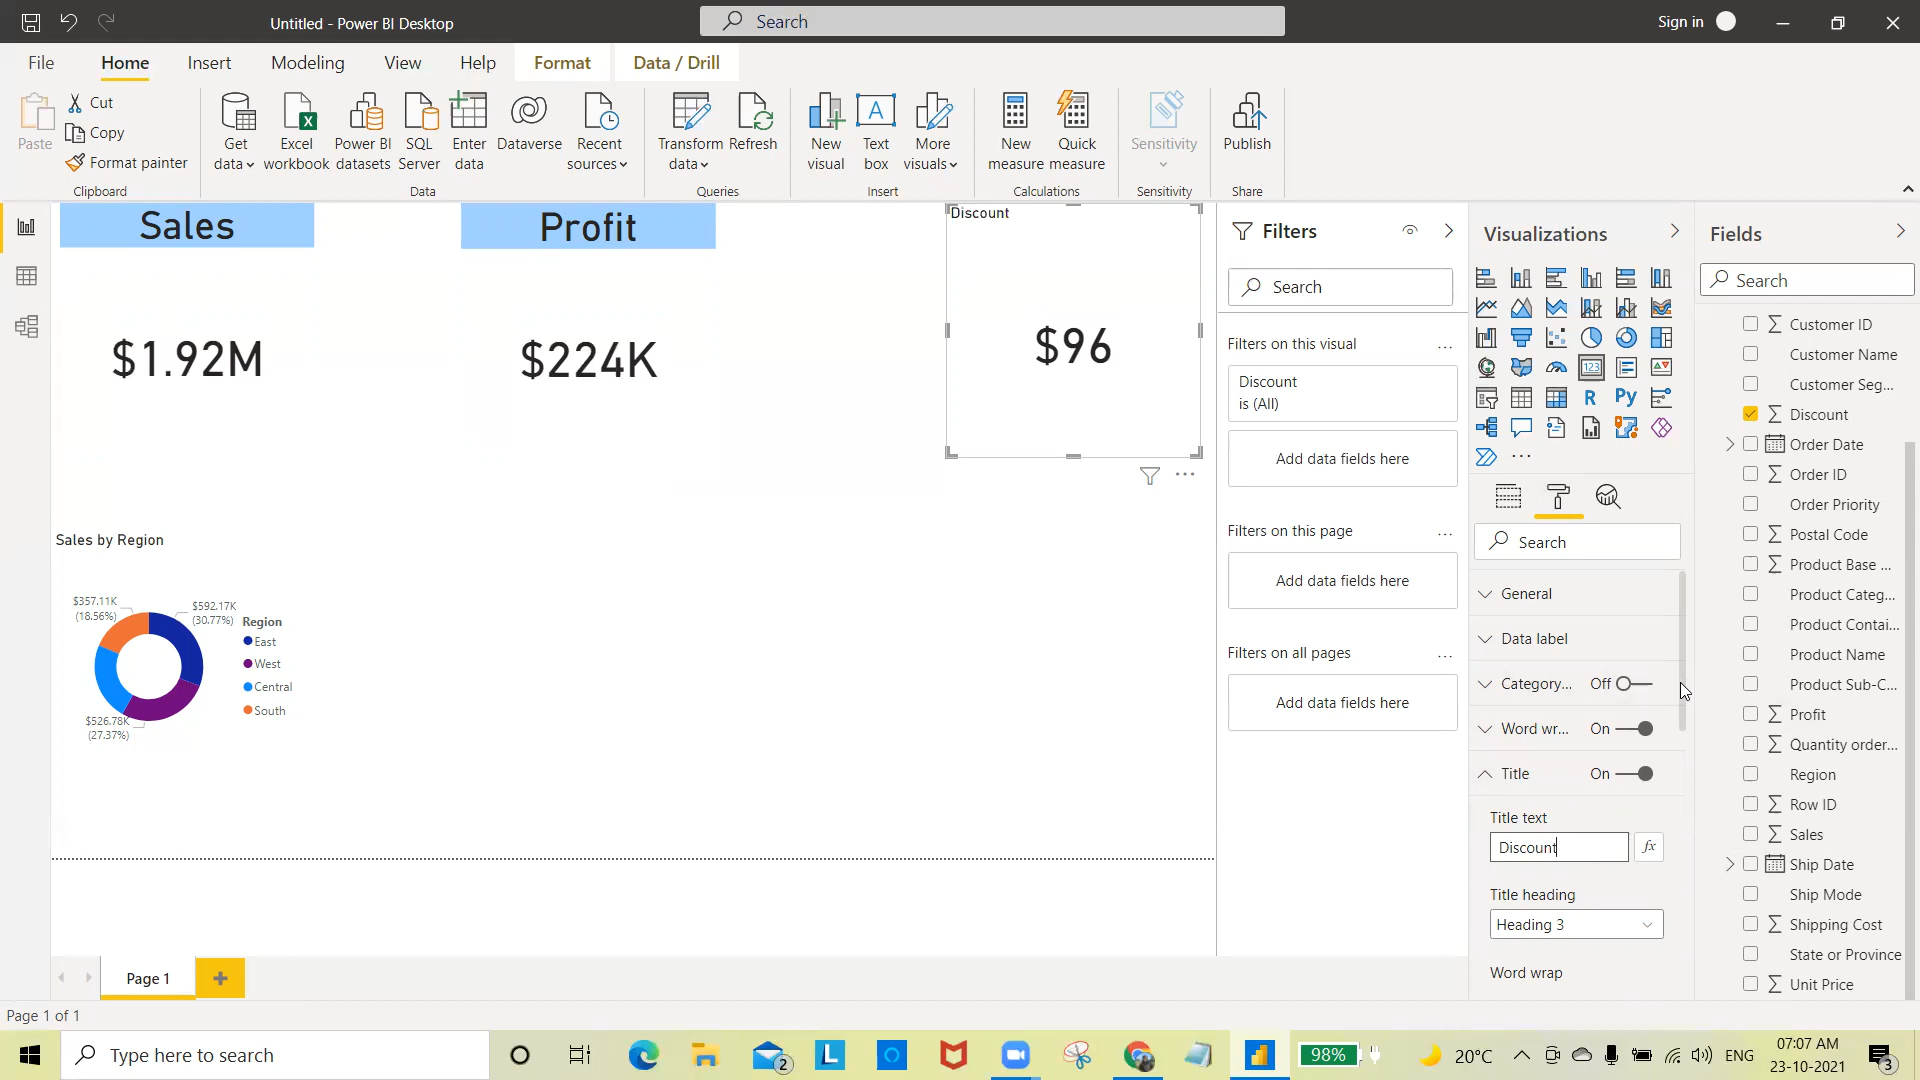 Untitled - Power BI Desktop
Search
Sign in
File
Home
Insert
Modeling
View
Help
Format
Data / Drill
Paste
Cut
Copy
Format painter
Clipboard
Get data
Excel workbook
Power BI datasets
SQL Server
Enter data
Dataverse
Recent sources
Data
Transform data
Refresh
Queries
New visual
Text box
More visuals
Insert
New measure
Quick measure
Calculations
Sensitivity
Sensitivity
Publish
Share
Sales
$1.92M
Profit
$224K
Discount
$96
Sales by Region
$357.11K
(18.56%)
$592.17K
(30.77%)
$526.78K
(27.37%)
Region
East
West
Central
South
Filters
Search
Filters on this visual
...
Discount
is (All)
Add data fields here
Filters on this page
...
Add data fields here
Filters on all pages
...
Add data fields here
Visualizations
123
R
Py
...
Search
General
Data label
Category... Off
Word wr... On
Title On
Title text
Discount
fx
Title heading
Heading 3
Word wrap
Fields
Search
Customer ID
Customer Name
Customer Seg...
Discount
Order Date
Order ID
Order Priority
Postal Code
Product Base ...
Product Categ...
Product Contai...
Product Name
Product Sub-C...
Profit
Quantity order...
Region
Row ID
Sales
Ship Date
Ship Mode
Shipping Cost
State or Province
Unit Price
Page 1
Page 1 of 1
Type here to search
2
L
98%
20°C
ENG
07:07 AM
23-10-2021
3